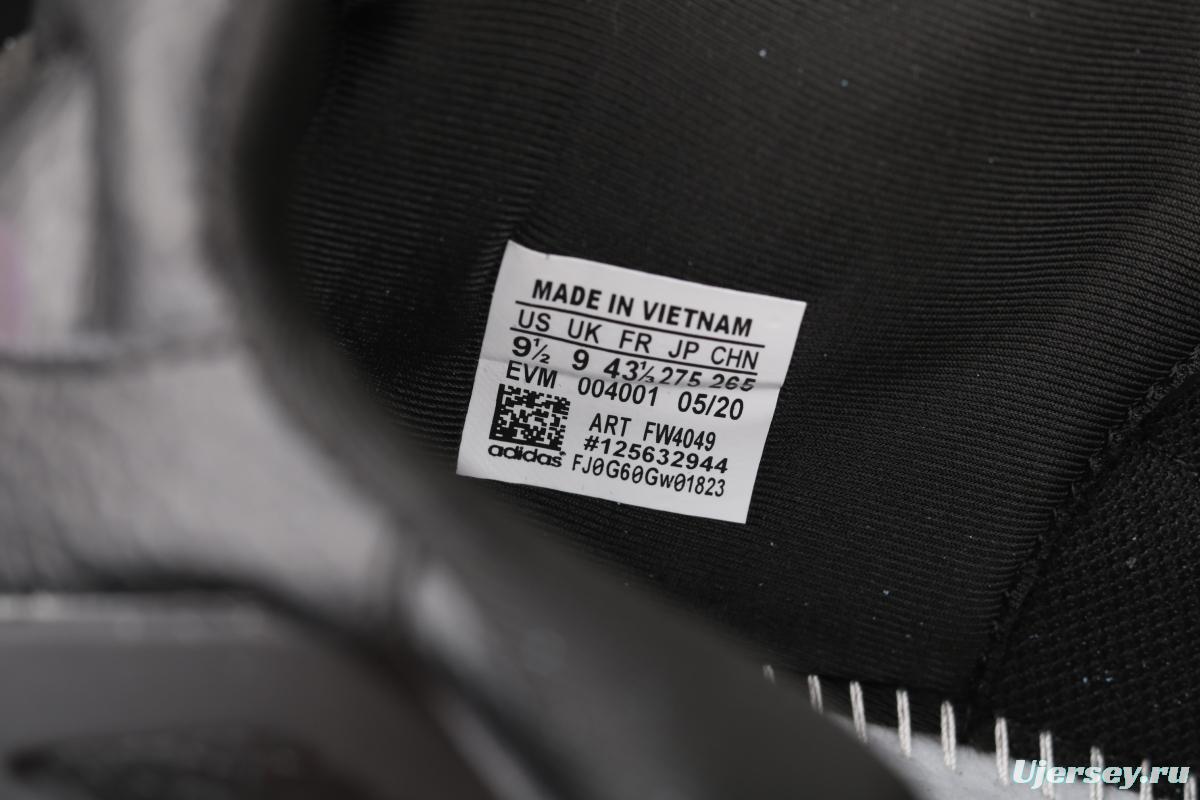 MADE IN VIETNAM
US UK FR JP CHN
9½ 9 43⅓ 275 265
EVM 004001 05/20
ART FW4049
#125632944
adidas FJ0G60Gw01823
Ujersey.ru